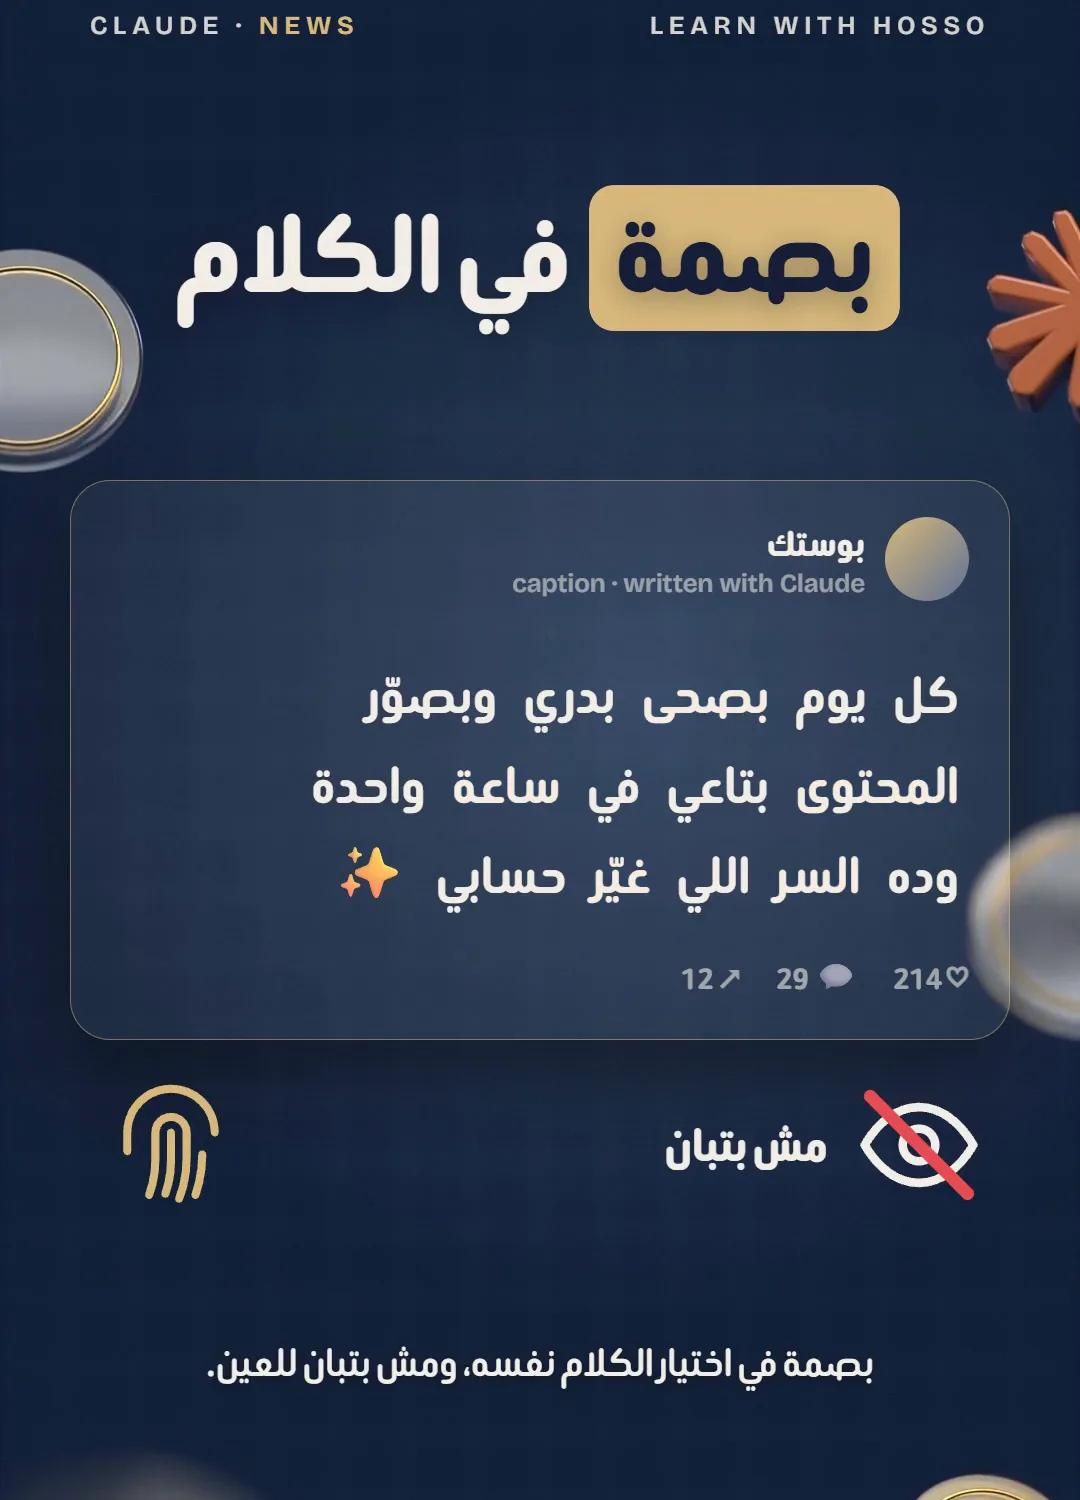 CLAUDE · NEWS
LEARN WITH HOSSO
بصمة في الكلام
بوستك
caption · written with Claude
كل يوم بصحى بدري وبصوّر
المحتوى بتاعي في ساعة واحدة
وده السر اللي غيّر حسابي ✨
♡214 💬 29 ↗12
مش بتبان
بصمة في اختيار الكلام نفسه، ومش بتبان للعين.